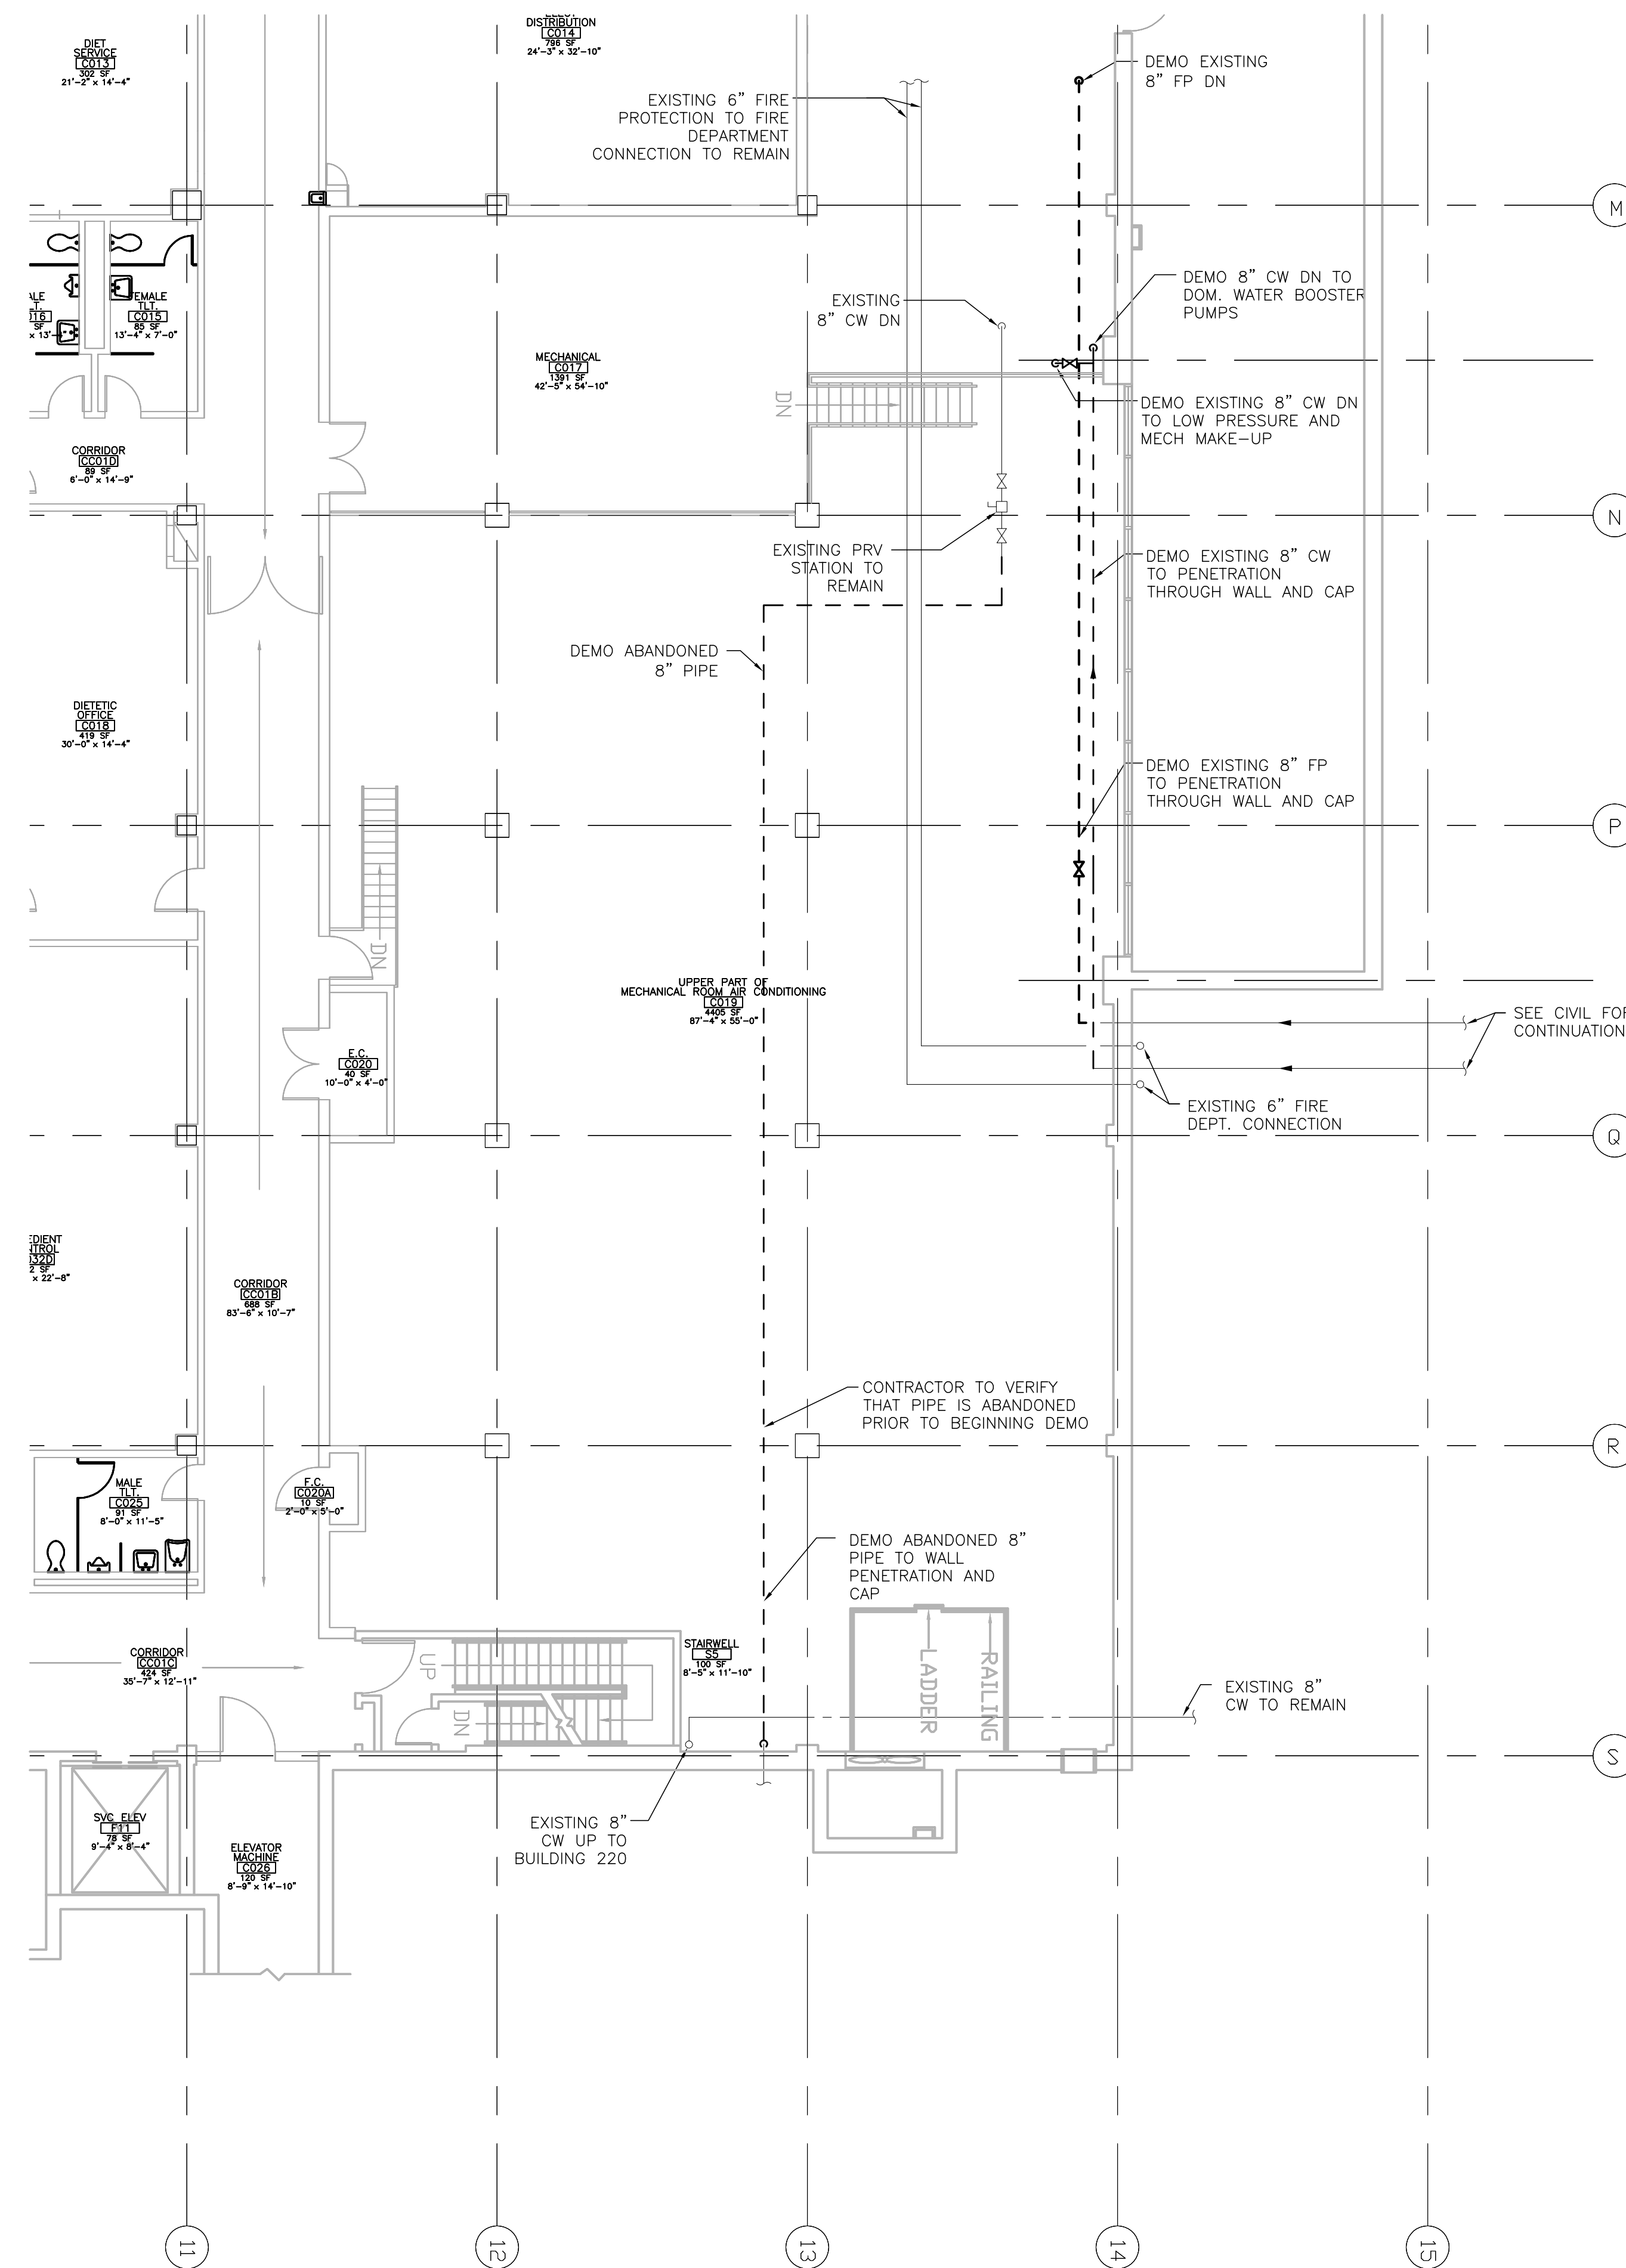 DIET
SERVICE
C013
302 SF
21'-2" x 14'-4"
DISTRIBUTION
C014
796 SF
24'-3" x 32'-10"
DEMO EXISTING
8" FP DN
EXISTING 6" FIRE
PROTECTION TO FIRE
DEPARTMENT
CONNECTION TO REMAIN
M
FEMALE
TLT.
C015
85 SF
13'-4" x 7'-0"
EXISTING
8" CW DN
DEMO 8" CW DN TO
DOM. WATER BOOSTER
PUMPS
MECHANICAL
C017
1391 SF
42'-5" x 54'-10"
DN
DEMO EXISTING 8" CW DN
TO LOW PRESSURE AND
MECH MAKE-UP
CORRIDOR
CC01D
89 SF
6'-0" x 14'-9"
N
EXISTING PRV
STATION TO
REMAIN
DEMO EXISTING 8" CW
TO PENETRATION
THROUGH WALL AND CAP
DEMO ABANDONED
8" PIPE
DIETETIC
OFFICE
C018
419 SF
30'-0" x 14'-4"
DEMO EXISTING 8" FP
TO PENETRATION
THROUGH WALL AND CAP
P
DN
UPPER PART OF
MECHANICAL ROOM AIR CONDITIONING
C019
4405 SF
87'-4" x 55'-0"
SEE CIVIL FOR
CONTINUATION
E.C.
C020
40 SF
10'-0" x 4'-0"
EXISTING 6" FIRE
DEPT. CONNECTION
Q
x 22'-8"
CORRIDOR
CC01B
688 SF
83'-6" x 10'-7"
CONTRACTOR TO VERIFY
THAT PIPE IS ABANDONED
PRIOR TO BEGINNING DEMO
R
MALE
TLT.
C025
91 SF
8'-0" x 11'-5"
F.C.
C020A
10 SF
2'-0" x 5'-0"
DEMO ABANDONED 8"
PIPE TO WALL
PENETRATION AND
CAP
CORRIDOR
CC01C
424 SF
35'-7" x 12'-11"
UP
DN
STAIRWELL
S5
100 SF
8'-5" x 11'-10"
LADDER
RAILING
EXISTING 8"
CW TO REMAIN
S
SVC ELEV
F11
78 SF
9'-4" x 8'-4"
ELEVATOR
MACHINE
C026
120 SF
8'-9" x 14'-10"
EXISTING 8"
CW UP TO
BUILDING 220
11
12
13
14
15